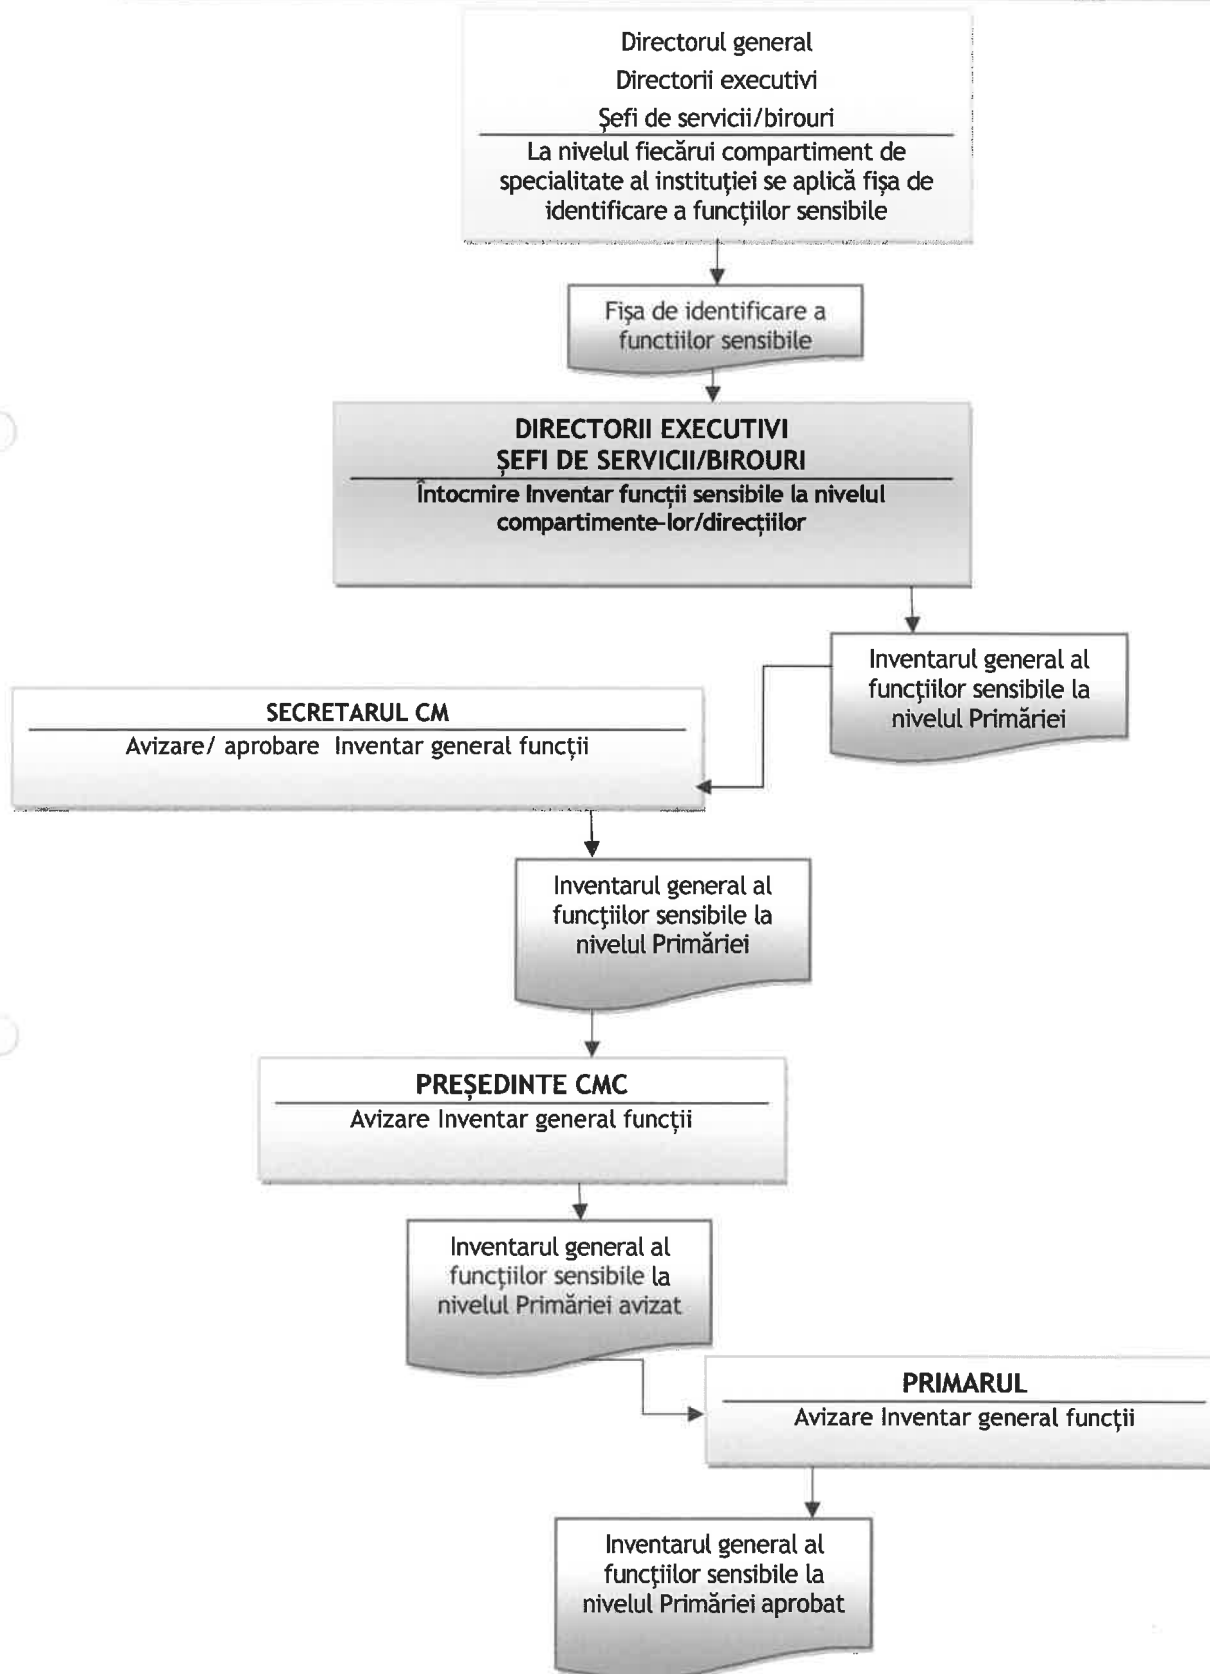 Directorul general
Directorii executivi
Şefi de servicii/birouri
La nivelul fiecărui compartiment de
specialitate al instituţiei se aplică fişa de
identificare a funcţiilor sensibile
Fişa de identificare a
functiilor sensibile
DIRECTORII EXECUTIVI
ŞEFI DE SERVICII/BIROURI
Întocmire Inventar funcţii sensibile la nivelul
compartimente-lor/direcţiilor
Inventarul general al
funcţiilor sensibile la
nivelul Primăriei
SECRETARUL CM
Avizare/ aprobare Inventar general funcţii
Inventarul general al
funcţiilor sensibile la
nivelul Primăriei
PREŞEDINTE CMC
Avizare Inventar general funcţii
Inventarul general al
funcţiilor sensibile la
nivelul Primăriei avizat
PRIMARUL
Avizare Inventar general funcţii
Inventarul general al
funcţiilor sensibile la
nivelul Primăriei aprobat